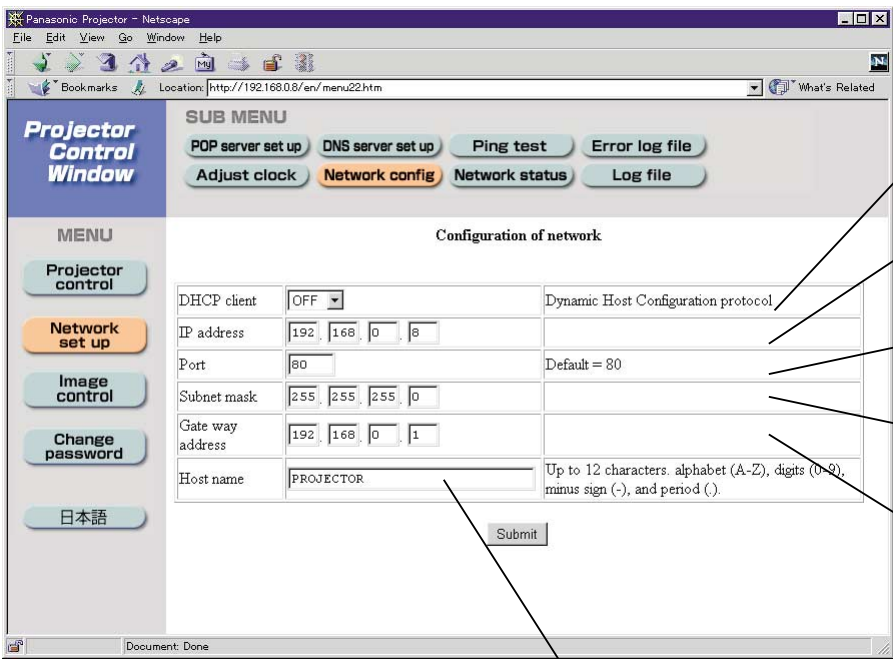 Panasonic Projector - Netscape
File Edit View Go Window Help
My
N
Bookmarks Location: http://192.168.0.8/en/menu22.htm What's Related
Projector
Control
Window
SUB MENU
POP server set up DNS server set up Ping test Error log file
Adjust clock Network config Network status Log file
MENU
Projector
control
Network
set up
Image
control
Change
password
日本語
Configuration of network
DHCP client OFF Dynamic Host Configuration protocol
IP address 192. 168. 0 . 8
Port 80 Default = 80
Subnet mask 255. 255. 255. 0
Gate way
address 192. 168. 0 . 1
Host name PROJECTOR Up to 12 characters. alphabet (A-Z), digits (0-9),
minus sign (-), and period (.).
Submit
Document: Done